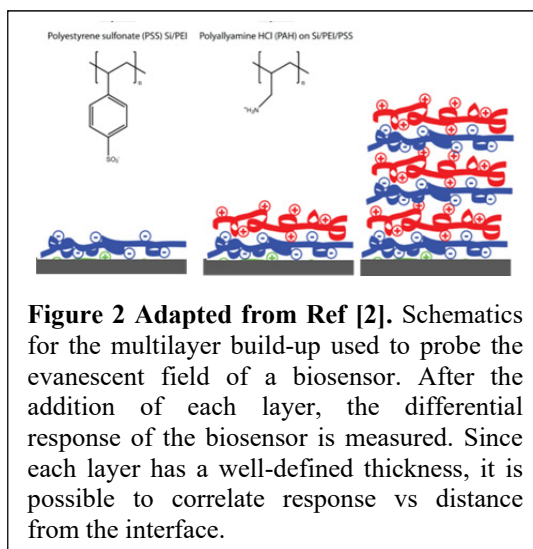 Polyestyrene sulfonate (PSS) Si/PEI
Polyallyamine HCl (PAH) on Si/PEI/PSS
n
n
SO₃⁻
⁺H₃N
Figure 2 Adapted from Ref [2]. Schematics
for the multilayer build-up used to probe the
evanescent field of a biosensor. After the
addition of each layer, the differential
response of the biosensor is measured. Since
each layer has a well-defined thickness, it is
possible to correlate response vs distance
from the interface.